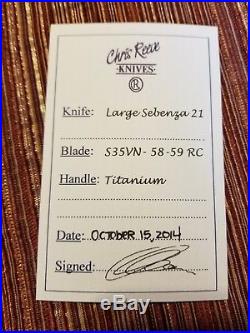 Chris Reeve
-KNIVES-
®
Knife: Large Sebenza 21
Blade: S35VN- 58-59 RC
Handle: Titanium
Date: OCTOBER 15, 2014
Signed: